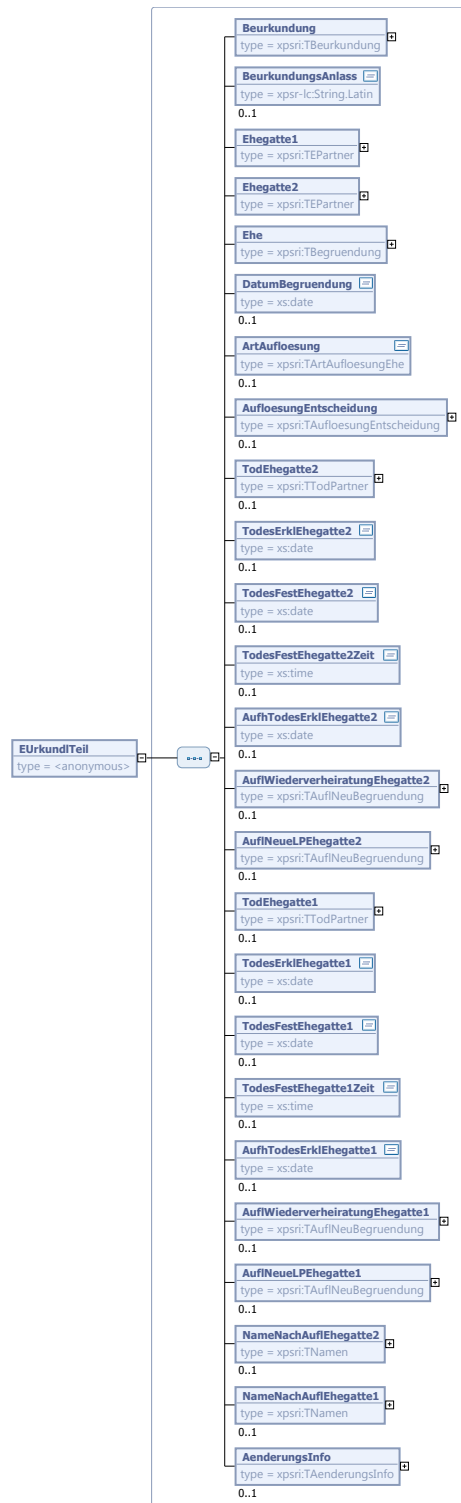 Beurkundung
type = xpsri:TBeurkundung
BeurkundungsAnlass
type = xpsr-lc:String.Latin
0..1
Ehegatte1
type = xpsri:TEPartner
Ehegatte2
type = xpsri:TEPartner
Ehe
type = xpsri:TBegruendung
DatumBegruendung
type = xs:date
0..1
ArtAufloesung
type = xpsri:TArtAufloesungEhe
0..1
AufloesungEntscheidung
type = xpsri:TAufloesungEntscheidung
0..1
TodEhegatte2
type = xpsri:TTodPartner
0..1
TodesErklEhegatte2
type = xs:date
0..1
TodesFestEhegatte2
type = xs:date
0..1
TodesFestEhegatte2Zeit
type = xs:time
0..1
AufhTodesErklEhegatte2
type = xs:date
0..1
EUrkundlTeil
type = <anonymous>
AuflWiederverheiratungEhegatte2
type = xpsri:TAuflNeuBegruendung
0..1
AuflNeueLPEhegatte2
type = xpsri:TAuflNeuBegruendung
0..1
TodEhegatte1
type = xpsri:TTodPartner
0..1
TodesErklEhegatte1
type = xs:date
0..1
TodesFestEhegatte1
type = xs:date
0..1
TodesFestEhegatte1Zeit
type = xs:time
0..1
AufhTodesErklEhegatte1
type = xs:date
0..1
AuflWiederverheiratungEhegatte1
type = xpsri:TAuflNeuBegruendung
0..1
AuflNeueLPEhegatte1
type = xpsri:TAuflNeuBegruendung
0..1
NameNachAuflEhegatte2
type = xpsri:TNamen
0..1
NameNachAuflEhegatte1
type = xpsri:TNamen
0..1
AenderungsInfo
type = xpsri:TAenderungsInfo
0..1